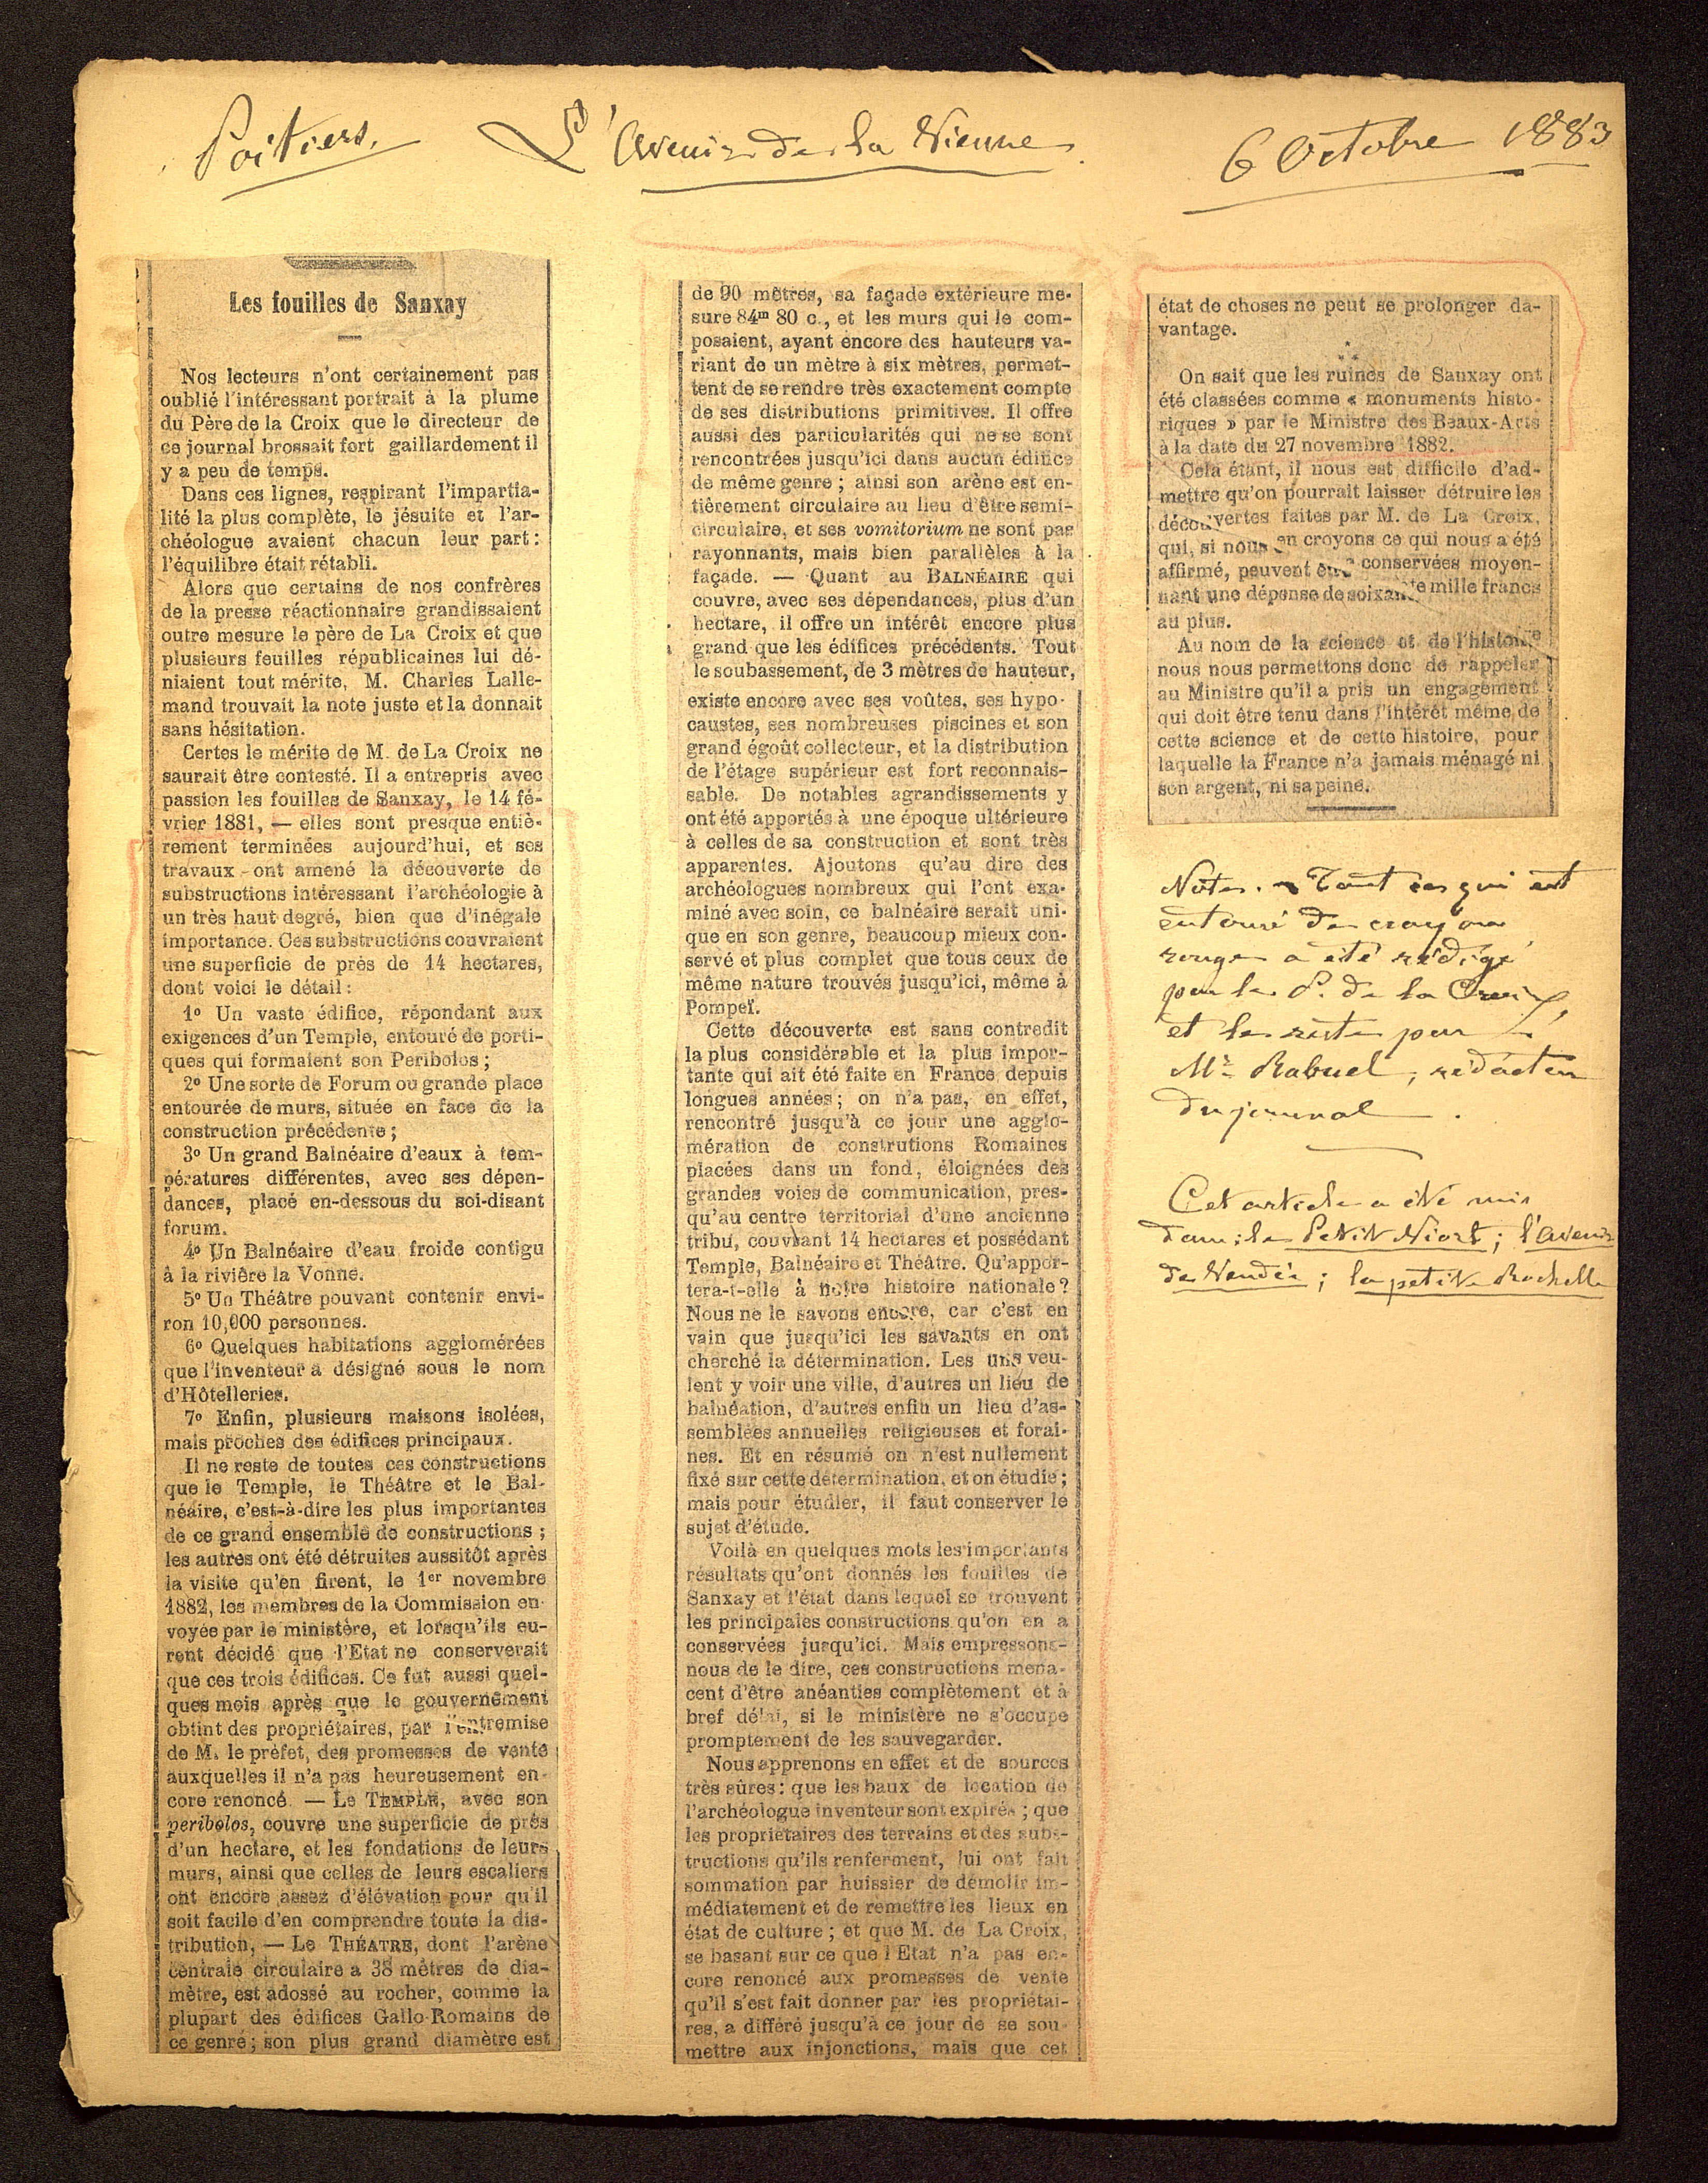 Poitiers.
L'Avenir de la Vienne
6 Octobre 1883
Les fouilles de Sanxay
Nos lecteurs n'ont certainement pas
oublié l'intéressant portrait à la plume
du Père de la Croix que le directeur de
ce journal brossait fort gaillardement il
y a peu de temps.
Dans ces lignes, respirant l'impartia-
lité la plus complète, le jésuite et l'ar-
chéologue avaient chacun leur part :
l'équilibre était rétabli.
Alors que certains de nos confrères
de la presse réactionnaire grandissaient
outre mesure le père de La Croix et que
plusieurs feuilles républicaines lui dé-
niaient tout mérite, M. Charles Lalle-
mand trouvait la note juste et la donnait
sans hésitation.
Certes le mérite de M. de La Croix ne
saurait être contesté. Il a entrepris avec
passion les fouilles de Sanxay, le 14 fé-
vrier 1881, — elles sont presque entiè-
rement terminées aujourd'hui, et ses
travaux - ont amené la découverte de
substructions intéressant l'archéologie à
un très haut degré, bien que d'inégale
importance. Ces substructions couvraient
une superficie de près de 14 hectares,
dont voici le détail :
1º Un vaste édifice, répondant aux
exigences d'un Temple, entouré de porti-
ques qui formaient son Peribolos ;
2º Une sorte de Forum ou grande place
entourée de murs, située en face de la
construction précédente ;
3º Un grand Balnéaire d'eaux à tem-
pératures différentes, avec ses dépen-
dances, placé en-dessous du soi-disant
forum.
4º Un Balnéaire d'eau froide contigu
à la rivière la Vonne.
5º Un Théâtre pouvant contenir envi-
ron 10,000 personnes.
6º Quelques habitations agglomérées
que l'inventeur a désigné sous le nom
d'Hôtelleries.
7º Enfin, plusieurs maisons isolées,
mais proches des édifices principaux.
Il ne reste de toutes ces constructions
que le Temple, le Théâtre et le Bal-
néaire, c'est-à-dire les plus importantes
de ce grand ensemble de constructions ;
les autres ont été détruites aussitôt après
la visite qu'en firent, le 1er novembre
1882, les membres de la Commission en-
voyée par le ministère, et lorsqu'ils eu-
rent décidé que l'Etat ne conserverait
que ces trois édifices. Ce fut aussi quel-
ques mois après que le gouvernement
obtint des propriétaires, par l'entremise
de M. le préfet, des promesses de vente
auxquelles il n'a pas heureusement en-
core renoncé. — Le TEMPLE, avec son
peribolos, couvre une superficie de près
d'un hectare, et les fondations de leurs
murs, ainsi que celles de leurs escaliers
ont encore assez d'élévation pour qu'il
soit facile d'en comprendre toute la dis-
tribution, — Le THÉATRE, dont l'arène
centrale circulaire a 38 mètres de dia-
mètre, est adossé au rocher, comme la
plupart des édifices Gallo-Romains de
ce genre ; son plus grand diamètre est
de 90 mètres, sa façade extérieure me-
sure 84m 80 c., et les murs qui le com-
posaient, ayant encore des hauteurs va-
riant de un mètre à six mètres, permet-
tent de se rendre très exactement compte
de ses distributions primitives. Il offre
aussi des particularités qui ne se sont
rencontrées jusqu'ici dans aucun édifice
de même genre ; ainsi son arène est en-
tièrement circulaire au lieu d'être semi-
circulaire, et ses vomitorium ne sont pas
rayonnants, mais bien parallèles à la
façade. — Quant au BALNÉAIRE qui
couvre, avec ses dépendances, plus d'un
hectare, il offre un intérêt encore plus
grand que les édifices précédents. Tout
le soubassement, de 3 mètres de hauteur,
existe encore avec ses voûtes, ses hypo-
caustes, ses nombreuses piscines et son
grand égoût collecteur, et la distribution
de l'étage supérieur est fort reconnais-
sable. De notables agrandissements y
ont été apportés à une époque ultérieure
à celles de sa construction et sont très
apparentes. Ajoutons qu'au dire des
archéologues nombreux qui l'ont exa-
miné avec soin, ce balnéaire serait uni-
que en son genre, beaucoup mieux con-
servé et plus complet que tous ceux de
même nature trouvés jusqu'ici, même à
Pompeï.
Cette découverte est sans contredit
la plus considérable et la plus impor-
tante qui ait été faite en France depuis
longues années ; on n'a pas, en effet,
rencontré jusqu'à ce jour une agglo-
mération de construtions Romaines
placées dans un fond, éloignées des
grandes voies de communication, pres-
qu'au centre territorial d'une ancienne
tribu, couvrant 14 hectares et possédant
Temple, Balnéaire et Théâtre. Qu'appor-
tera-t-elle à notre histoire nationale ?
Nous ne le savons encore, car c'est en
vain que jusqu'ici les savants en ont
cherché la détermination. Les uns veu-
lent y voir une ville, d'autres un lieu de
balnéation, d'autres enfin un lieu d'as-
semblées annuelles religieuses et forai-
nes. Et en résumé on n'est nullement
fixé sur cette détermination, et on étudie ;
mais pour étudier, il faut conserver le
sujet d'étude.
Voilà en quelques mots les importants
résultats qu'ont donnés les fouilles de
Sanxay et l'état dans lequel se trouvent
les principales constructions qu'on en a
conservées jusqu'ici. Mais empressons-
nous de le dire, ces constructions mena-
cent d'être anéanties complètement et à
bref délai, si le ministère ne s'occupe
promptement de les sauvegarder.
Nous apprenons en effet et de sources
très sûres : que les baux de location de
l'archéologue inventeur sont expirés ; que
les propriétaires des terrains et des subs-
tructions qu'ils renferment, lui ont fait
sommation par huissier de démolir im-
médiatement et de remettre les lieux en
état de culture ; et que M. de La Croix,
se basant sur ce que l'Etat n'a pas en-
core renoncé aux promesses de vente
qu'il s'est fait donner par les propriétai-
res, a différé jusqu'à ce jour de se sou-
mettre aux injonctions, mais que cet
état de choses ne peut se prolonger da-
vantage.
* * *
On sait que les ruines de Sanxay ont
été classées comme « monuments histo-
riques » par le Ministre des Beaux-Arts
à la date du 27 novembre 1882.
Cela étant, il nous est difficile d'ad-
mettre qu'on pourrait laisser détruire les
découvertes faites par M. de La Croix,
qui, si nous en croyons ce qui nous a été
affirmé, peuvent être conservées moyen-
nant une dépense de soixante mille francs
au plus.
Au nom de la science et de l'histoire
nous nous permettons donc de rappeler
au Ministre qu'il a pris un engagement
qui doit être tenu dans l'intérêt même de
cette science et de cette histoire, pour
laquelle la France n'a jamais ménagé ni
son argent, ni sa peine.
Note. - Tout ce qui est
entouré de crayon
rouge a été rédigé
par le P. de la Croix,
et le reste par
Mr Rabuel, rédacteur
du journal.
Cet article a été mis
dans le Petit Niort ; l'Avenir
de Vendée ; la petite Rochelle